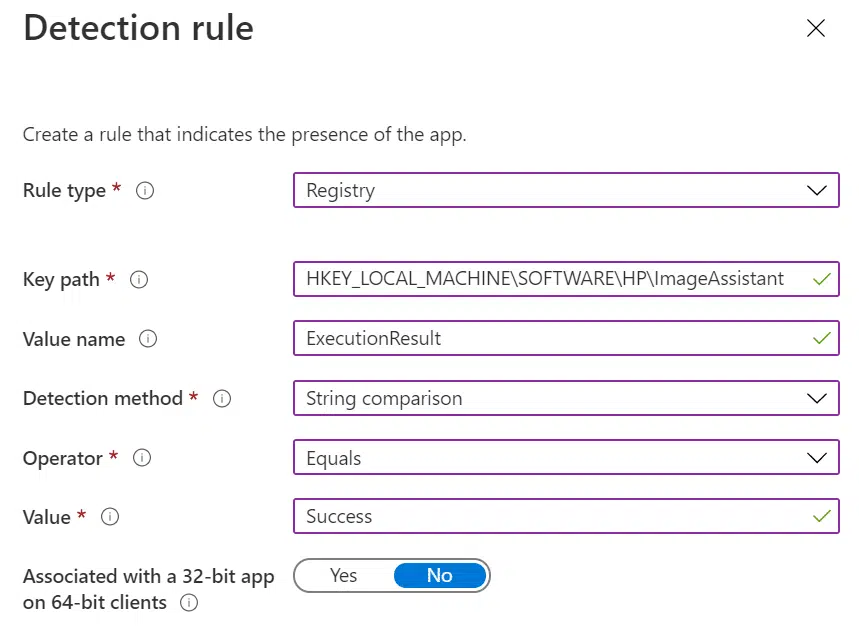 Detection rule
Create a rule that indicates the presence of the app.
Rule type *
Registry
Key path *
HKEY_LOCAL_MACHINE\SOFTWARE\HP\ImageAssistant
Value name
ExecutionResult
Detection method *
String comparison
Operator *
Equals
Value *
Success
Associated with a 32-bit app
on 64-bit clients
Yes No